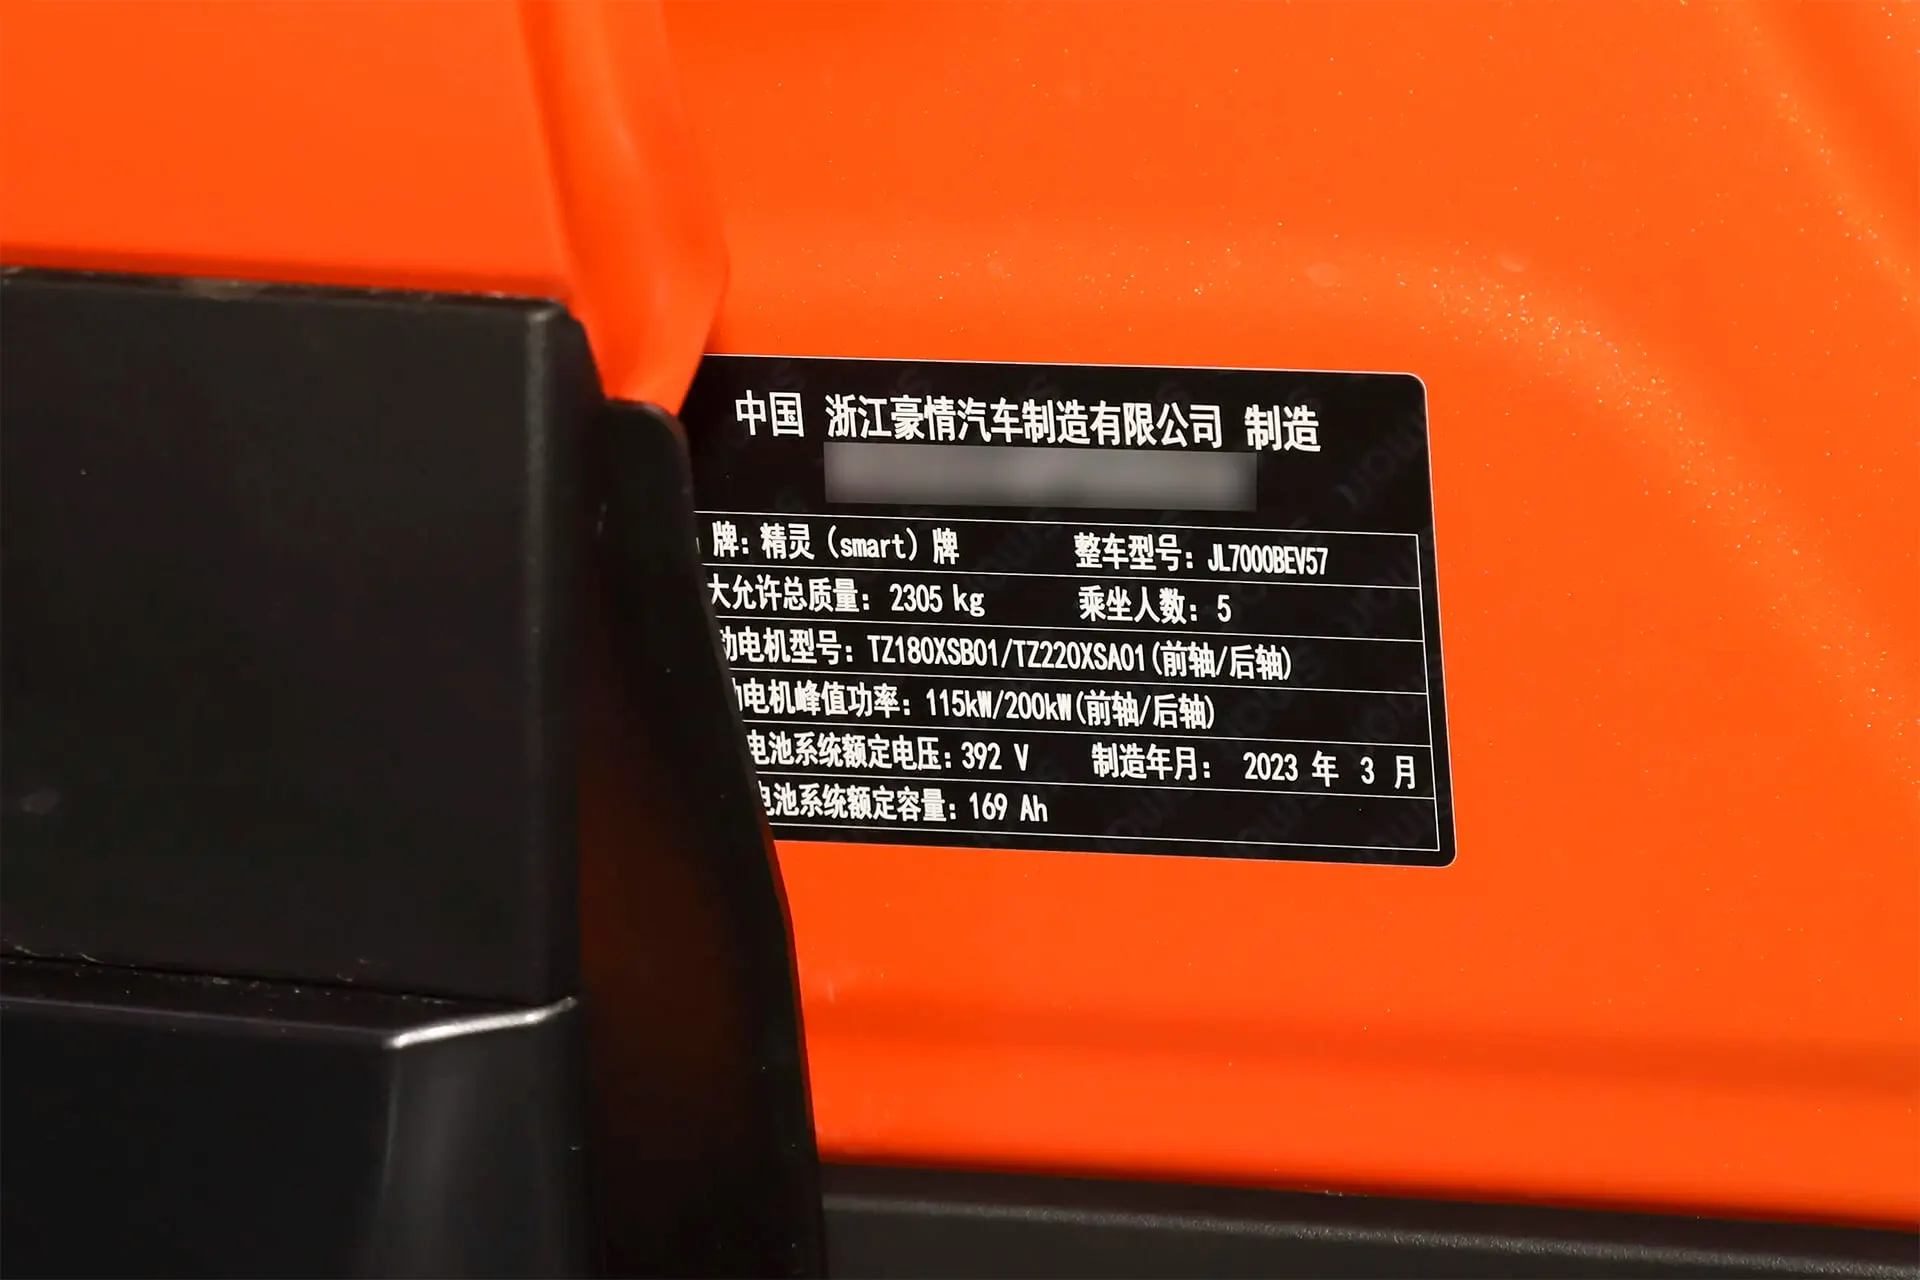 中国 浙江豪情汽车制造有限公司 制造
牌：精灵（smart）牌 整车型号：JL7000BEV57
大允许总质量：2305 kg 乘坐人数：5
动电机型号：TZ180XSB01/TZ220XSA01(前轴/后轴)
电机峰值功率：115kW/200kW(前轴/后轴)
电池系统额定电压：392 V 制造年月： 2023 年 3 月
电池系统额定容量：169 Ah